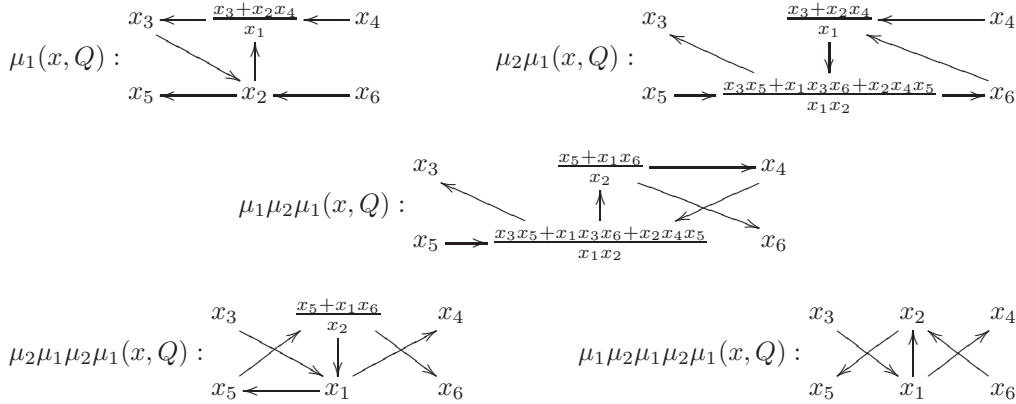 μ₁(x, Q) : x₃ (x₃+x₂x₄)/x₁ x₄ x₅ x₂ x₆
μ₂μ₁(x, Q) : x₃ (x₃+x₂x₄)/x₁ x₄ x₅ (x₃x₅+x₁x₃x₆+x₂x₄x₅)/(x₁x₂) x₆
μ₁μ₂μ₁(x, Q) : x₃ (x₅+x₁x₆)/x₂ x₄ x₅ (x₃x₅+x₁x₃x₆+x₂x₄x₅)/(x₁x₂) x₆
μ₂μ₁μ₂μ₁(x, Q) : x₃ (x₅+x₁x₆)/x₂ x₄ x₅ x₁ x₆
μ₁μ₂μ₁μ₂μ₁(x, Q) : x₃ x₂ x₄ x₅ x₁ x₆